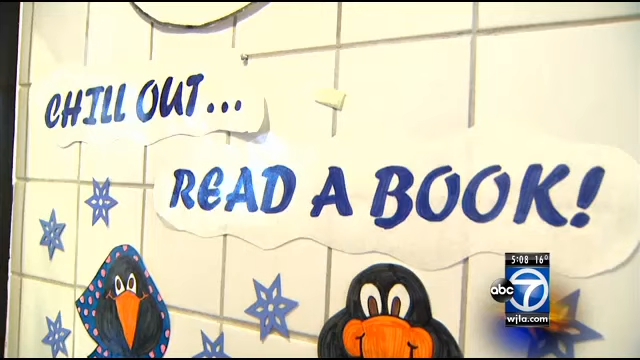 CHILL OUT...
READ A BOOK!
5:08 16°
abc 7
wjla.com